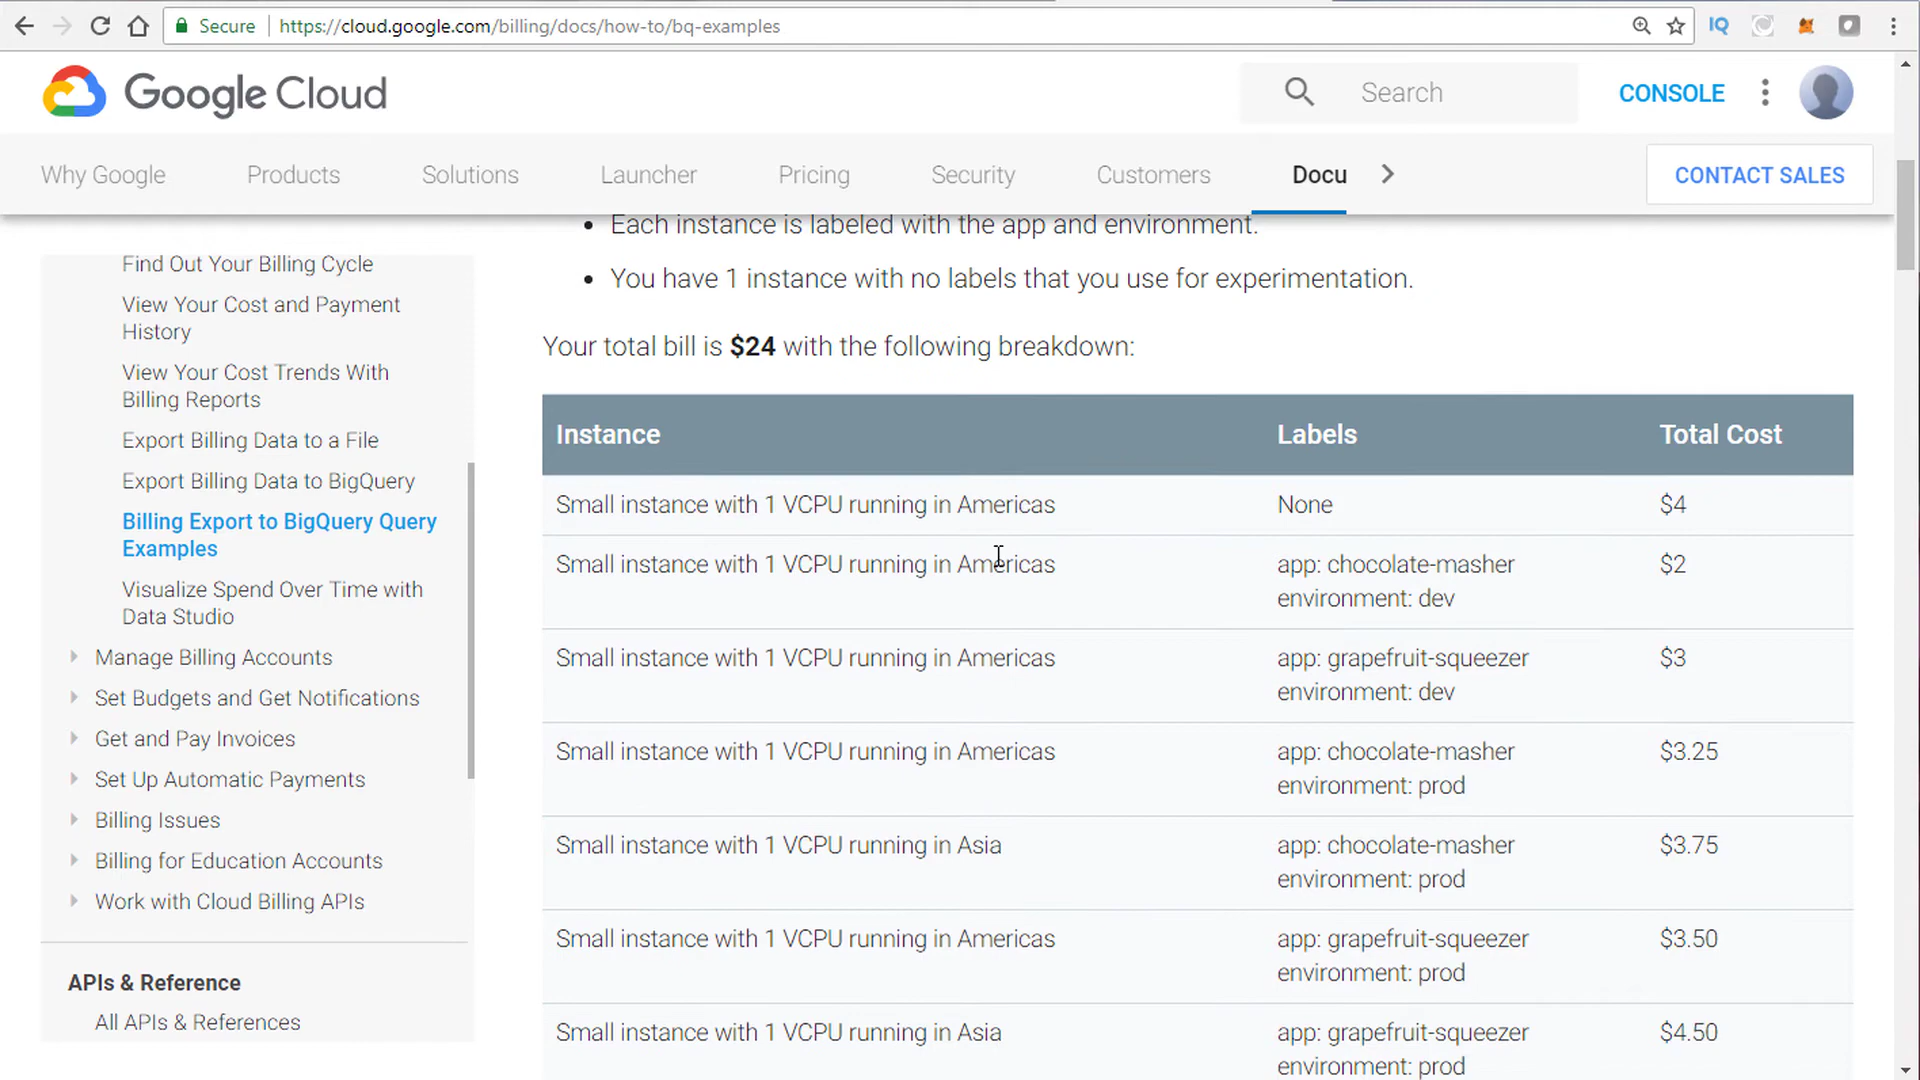 Secure https://cloud.google.com/billing/docs/how-to/bq-examples
IQ
Google Cloud
Search
CONSOLE
Why Google Products Solutions Launcher Pricing Security Customers Docu
CONTACT SALES
Find Out Your Billing Cycle
View Your Cost and Payment
History
View Your Cost Trends With
Billing Reports
Export Billing Data to a File
Export Billing Data to BigQuery
Billing Export to BigQuery Query
Examples
Visualize Spend Over Time with
Data Studio
Manage Billing Accounts
Set Budgets and Get Notifications
Get and Pay Invoices
Set Up Automatic Payments
Billing Issues
Billing for Education Accounts
Work with Cloud Billing APIs
APIs & Reference
All APIs & References
• Each instance is labeled with the app and environment.
• You have 1 instance with no labels that you use for experimentation.
Your total bill is $24 with the following breakdown:
Instance Labels Total Cost
Small instance with 1 VCPU running in Americas None $4
Small instance with 1 VCPU running in Americas app: chocolate-masher $2
environment: dev
Small instance with 1 VCPU running in Americas app: grapefruit-squeezer $3
environment: dev
Small instance with 1 VCPU running in Americas app: chocolate-masher $3.25
environment: prod
Small instance with 1 VCPU running in Asia app: chocolate-masher $3.75
environment: prod
Small instance with 1 VCPU running in Americas app: grapefruit-squeezer $3.50
environment: prod
Small instance with 1 VCPU running in Asia app: grapefruit-squeezer $4.50
environment: prod